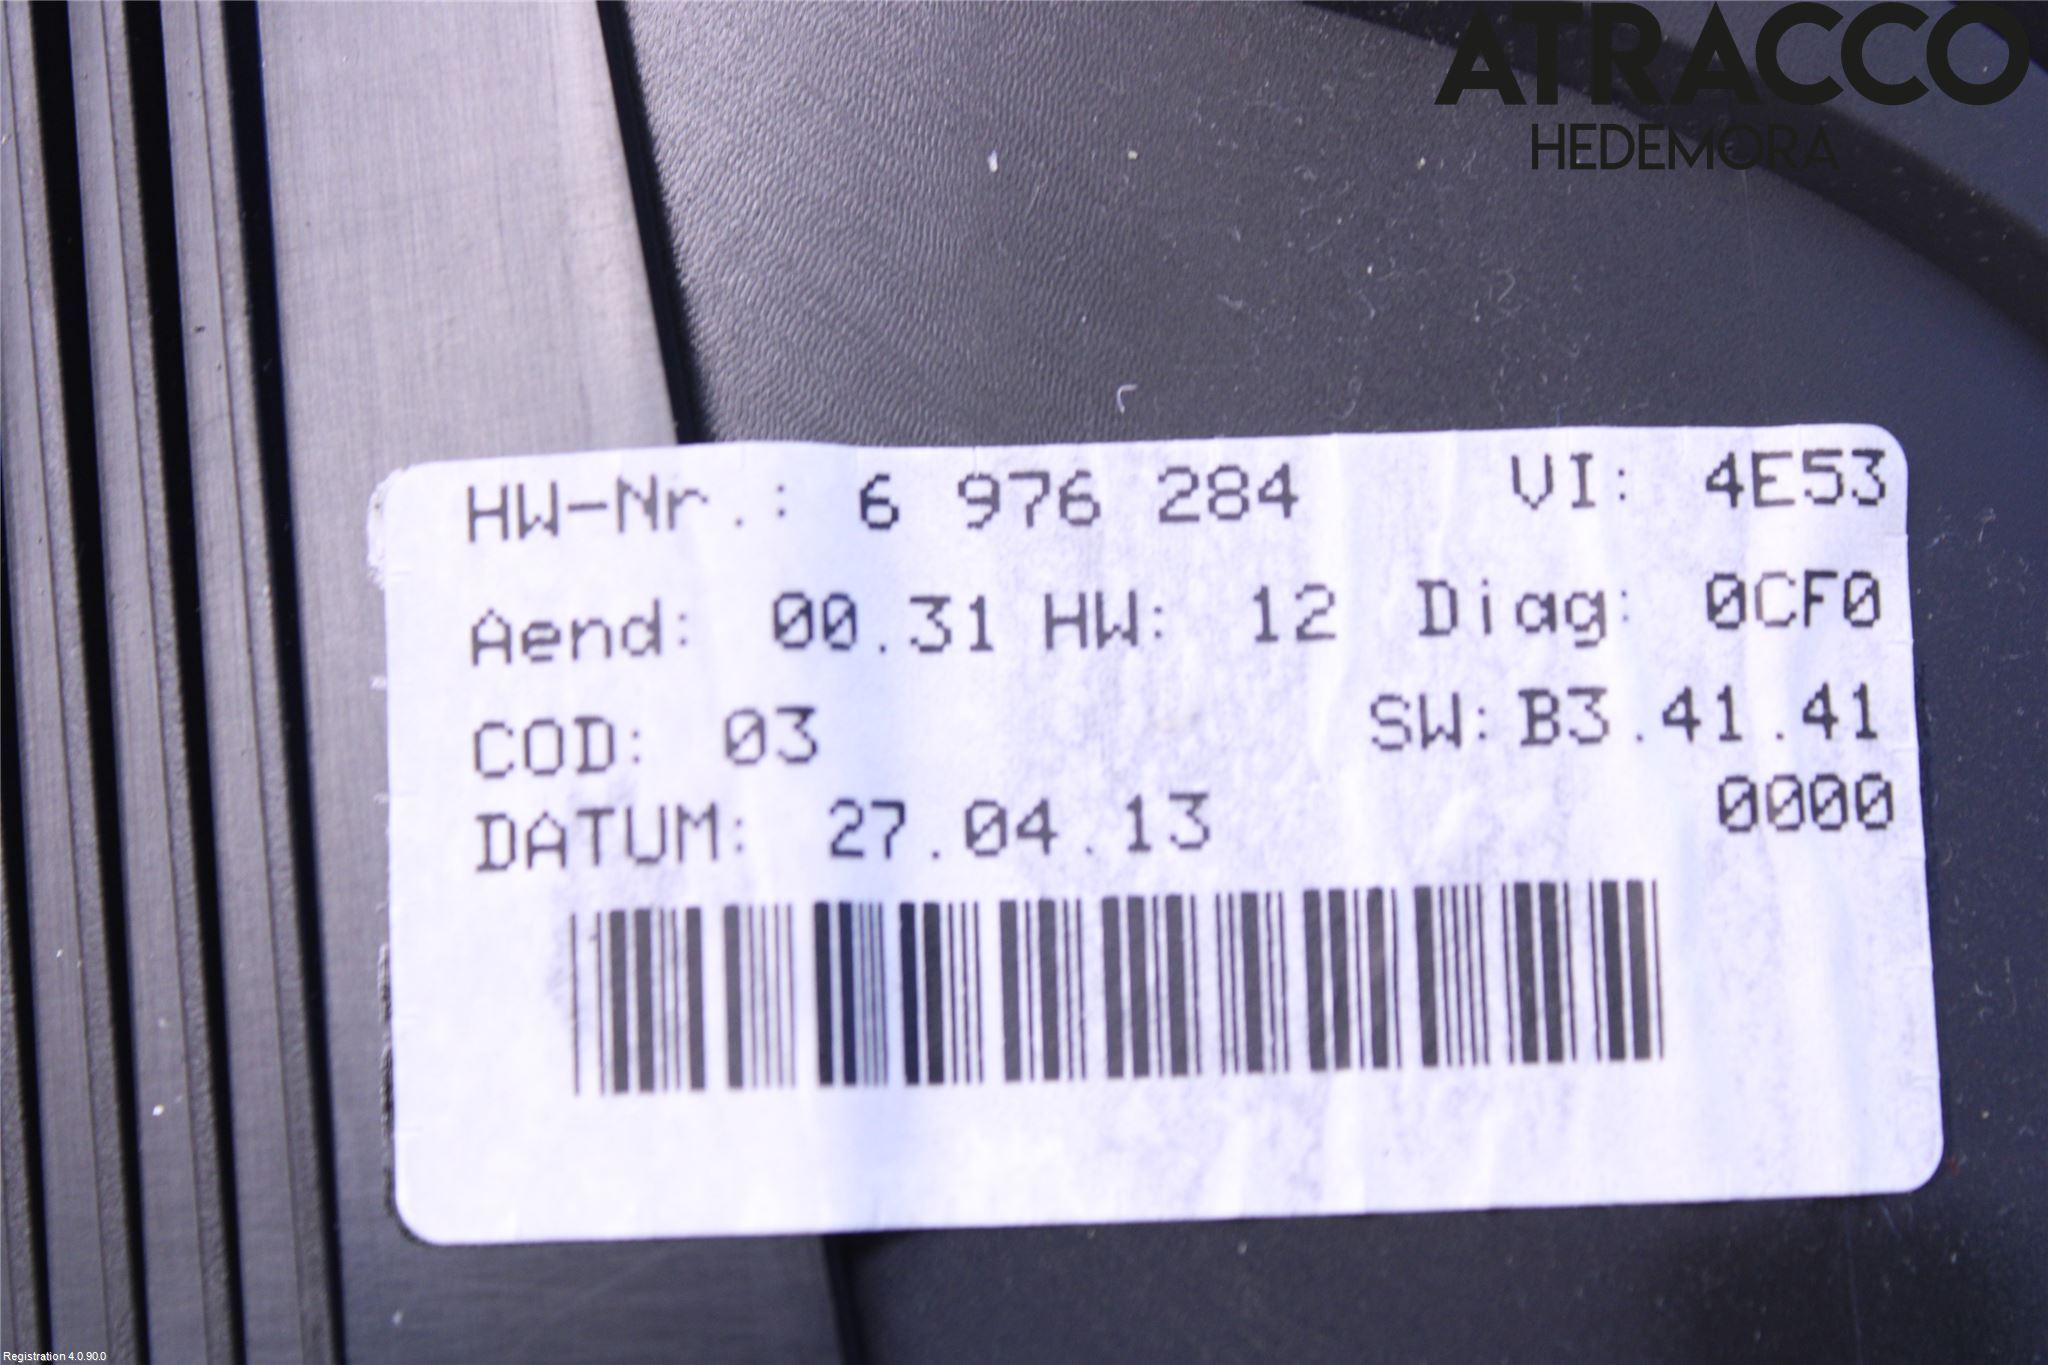 ATRACCO
HEDEMORA
HW-Nr.: 6 976 284 VI: 4E53
Aend: 00.31 HW: 12 Diag: 0CF0
COD: 03 SW: B3.41.41
0000
DATUM: 27.04.13
Registration 4.0.90.0